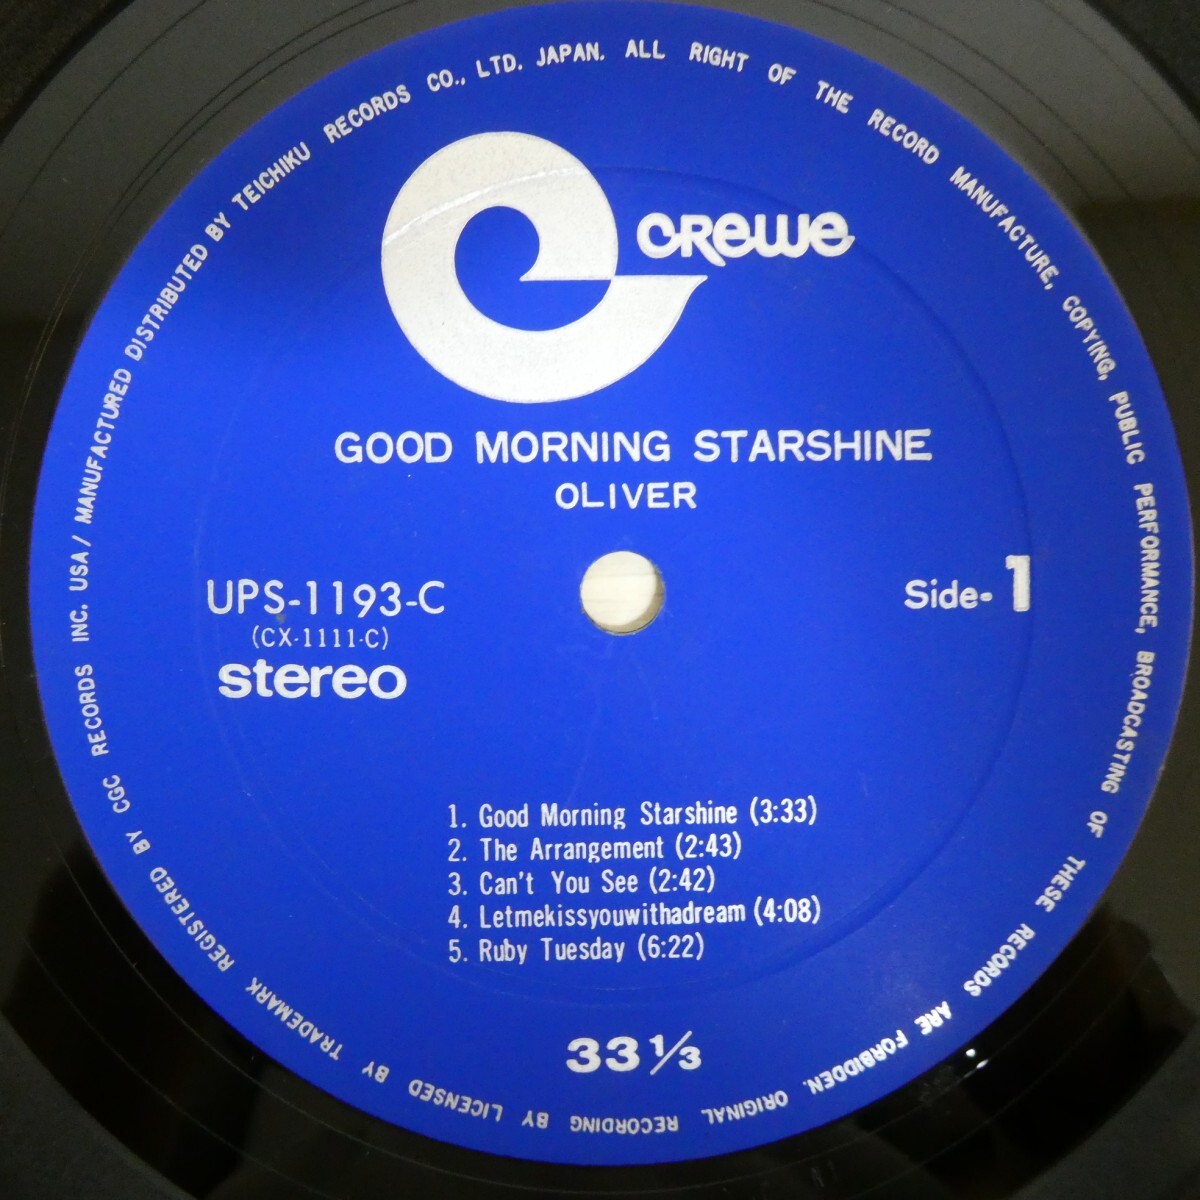 CREWE
GOOD MORNING STARSHINE
OLIVER
UPS-1193-C
(CX-1111-C)
stereo
Side-1
1. Good Morning Starshine (3:33)
2. The Arrangement (2:43)
3. Can't You See (2:42)
4. Letmekissyouwithadream (4:08)
5. Ruby Tuesday (6:22)
33 1/3
ORIGINAL RECORDING BY LICENSED BY TRADEMARK REGISTERED BY CGC RECORDS INC. USA / MANUFACTURED DISTRIBUTED BY TEICHIKU RECORDS CO., LTD. JAPAN. ALL RIGHT OF THE RECORD MANUFACTURE, COPYING, PUBLIC PERFORMANCE, BROADCASTING OF THESE RECORDS ARE FORBIDDEN.